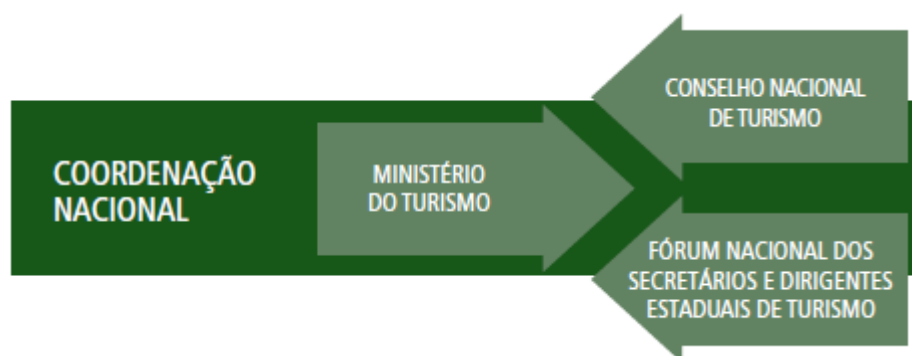 COORDENAÇÃO
NACIONAL
MINISTÉRIO
DO TURISMO
CONSELHO NACIONAL
DE TURISMO
FÓRUM NACIONAL DOS
SECRETÁRIOS E DIRIGENTES
ESTADUAIS DE TURISMO